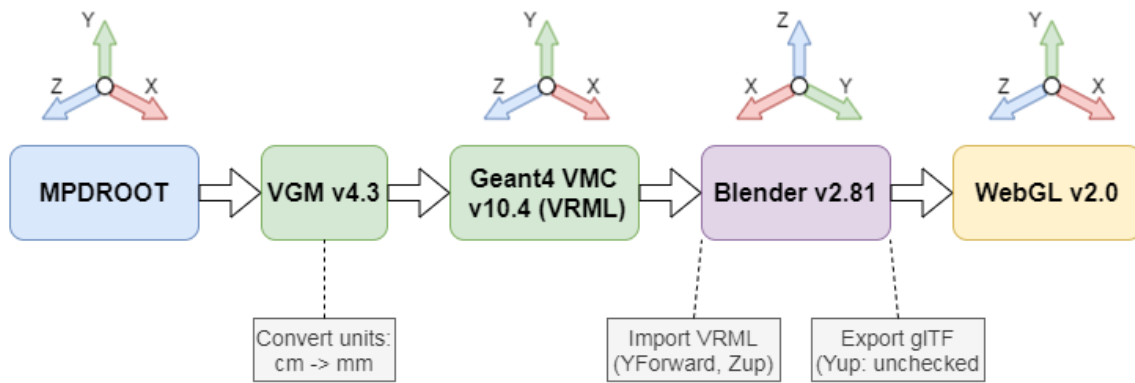 Y
Z
X
Y
Z
X
Z
X
Y
Y
Z
X
MPDROOT
VGM v4.3
Geant4 VMC
v10.4 (VRML)
Blender v2.81
WebGL v2.0
Convert units:
cm -> mm
Import VRML
(YForward, Zup)
Export glTF
(Yup: unchecked